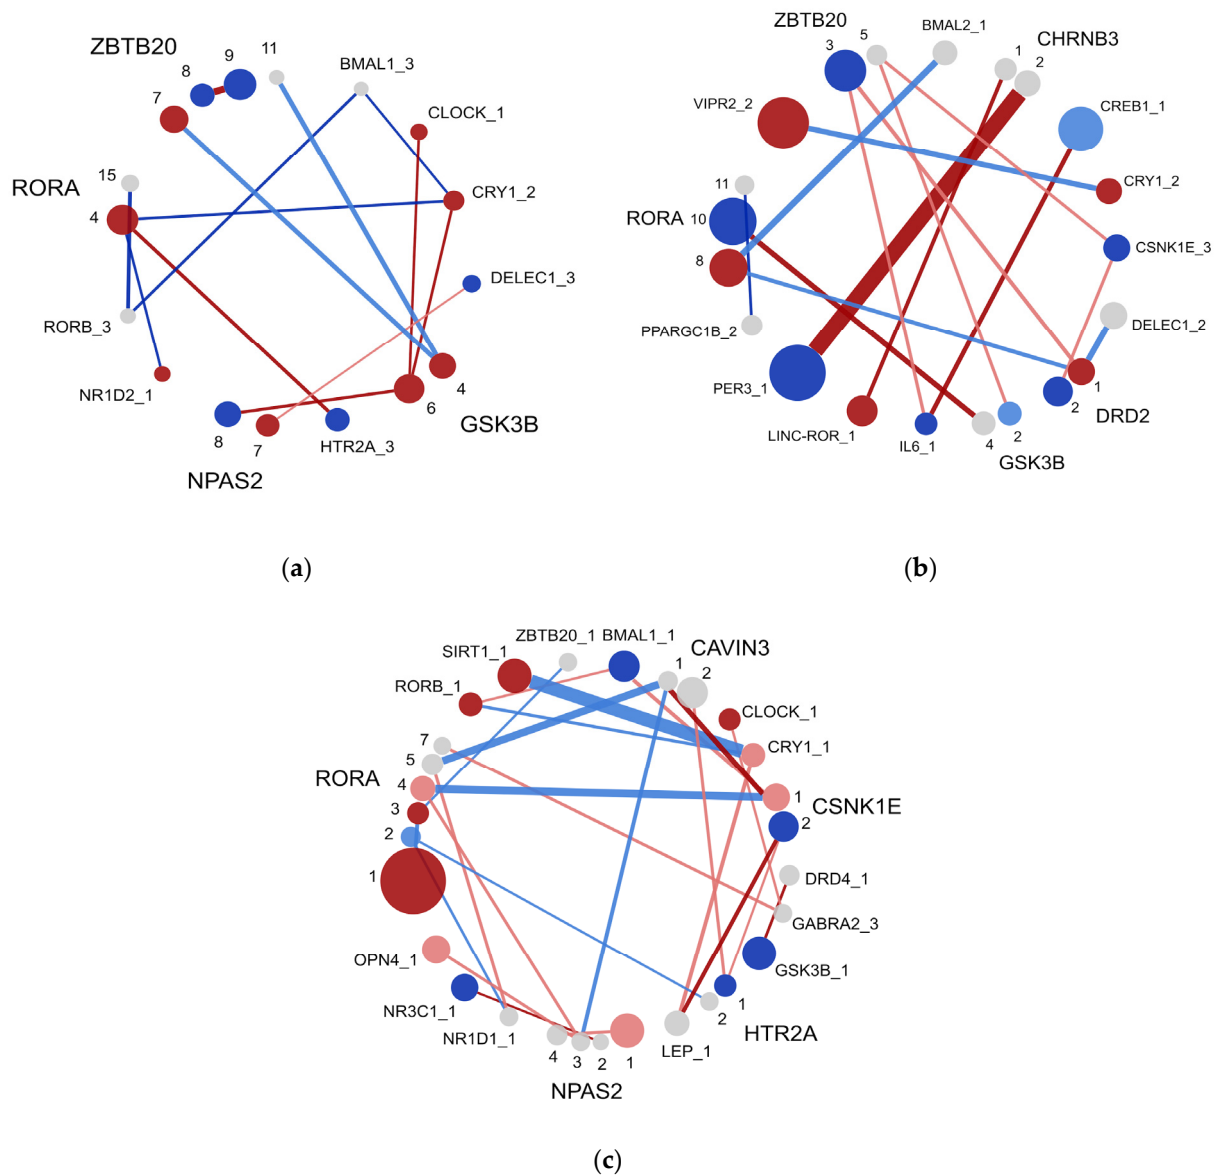 ZBTB20
9
11
8
7
BMAL1_3
CLOCK_1
15
RORA
4
CRY1_2
DELEC1_3
RORB_3
NR1D2_1
4
6
GSK3B
8
7
HTR2A_3
NPAS2
(a)
ZBTB20
5
BMAL2_1
3
1
CHRNB3
2
VIPR2_2
CREB1_1
11
CRY1_2
RORA
10
8
CSNK1E_3
PPARGC1B_2
DELEC1_2
PER3_1
1
2
DRD2
LINC-ROR_1
IL6_1
4
2
GSK3B
(b)
ZBTB20_1
BMAL1_1
SIRT1_1
CAVIN3
1
2
RORB_1
CLOCK_1
7
CRY1_1
5
RORA
4
1
CSNK1E
3
2
2
1
DRD4_1
GABRA2_3
OPN4_1
GSK3B_1
NR3C1_1
1
2
HTR2A
NR1D1_1
LEP_1
4
3
2
1
NPAS2
(c)